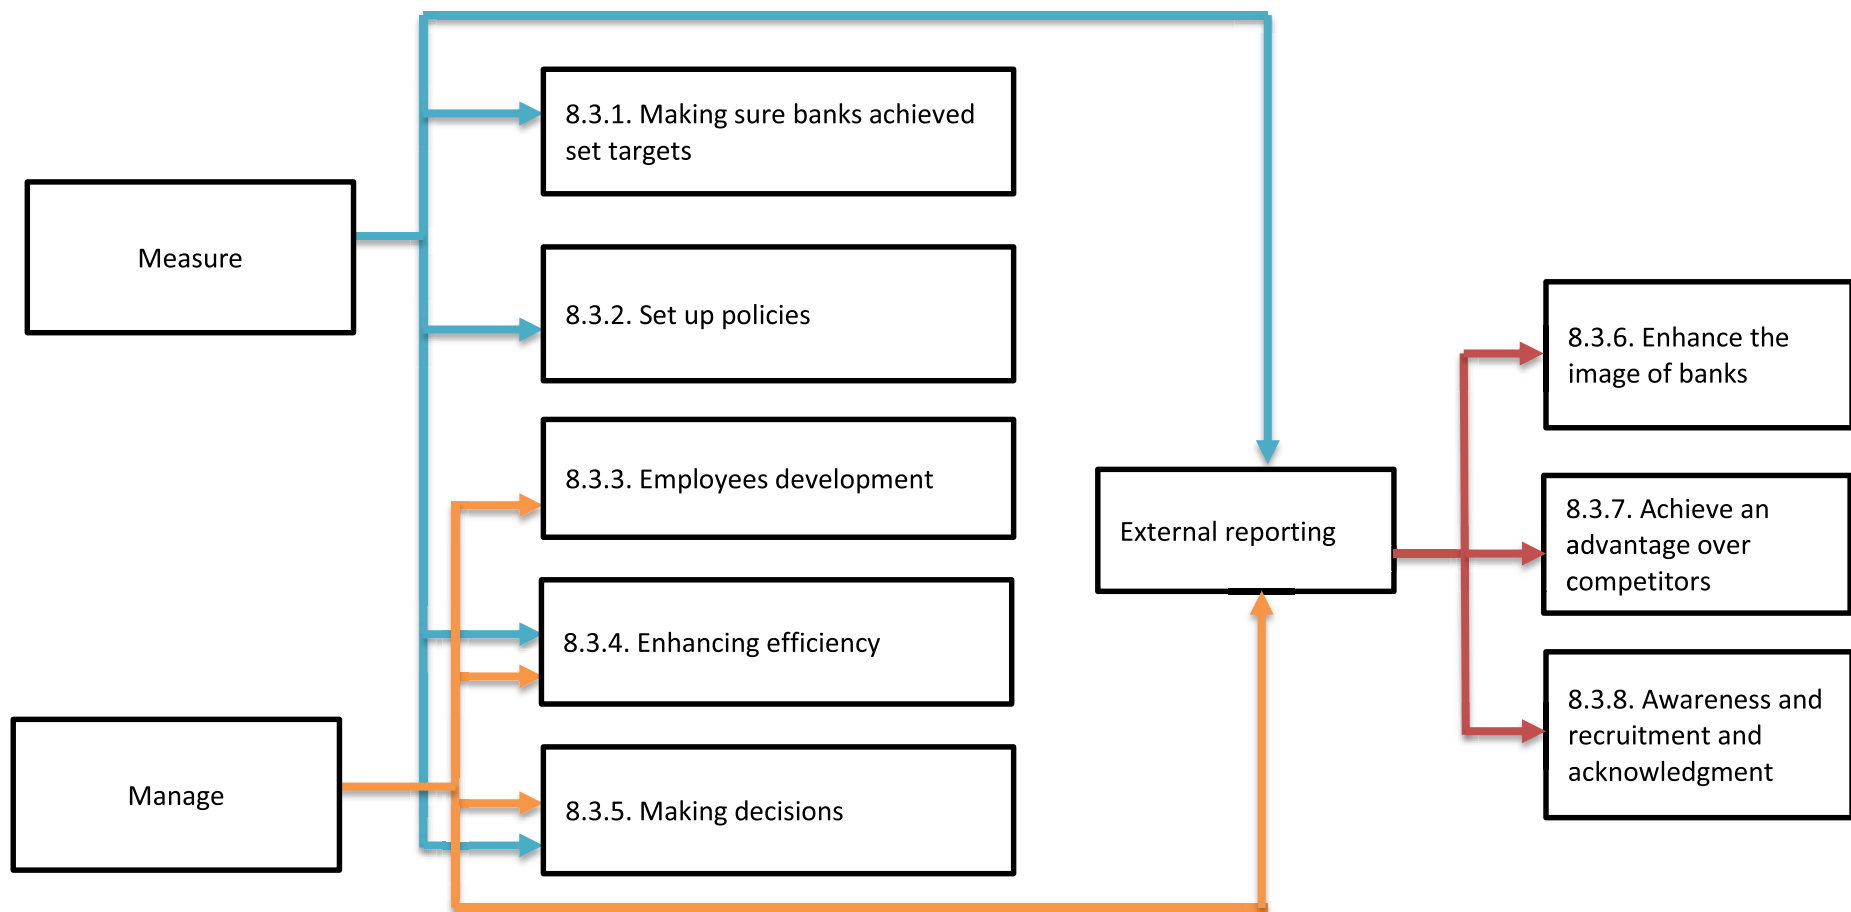 Measure
Manage
8.3.1. Making sure banks achieved
set targets
8.3.2. Set up policies
8.3.3. Employees development
8.3.4. Enhancing efficiency
8.3.5. Making decisions
External reporting
8.3.6. Enhance the
image of banks
8.3.7. Achieve an
advantage over
competitors
8.3.8. Awareness and
recruitment and
acknowledgment